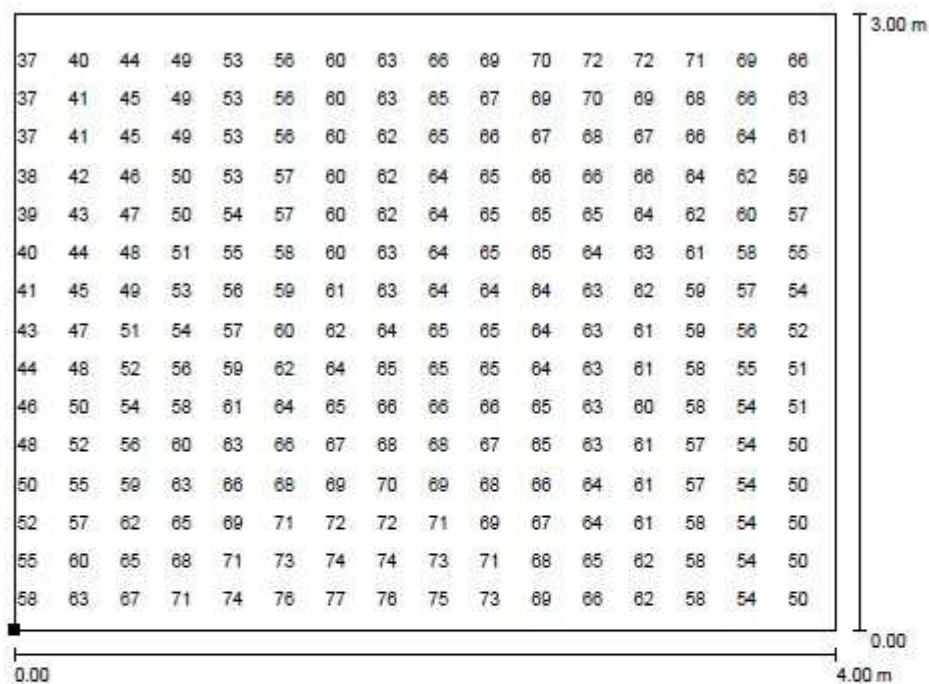 3.00 m
37 40 44 49 53 56 60 63 66 69 70 72 72 71 69 66
37 41 45 49 53 56 60 63 65 67 69 70 69 68 66 63
37 41 45 49 53 56 60 62 65 66 67 68 67 66 64 61
38 42 46 50 53 57 60 62 64 65 66 66 66 64 62 59
39 43 47 50 54 57 60 62 64 65 65 65 64 62 60 57
40 44 48 51 55 58 60 63 64 65 65 64 63 61 58 55
41 45 49 53 56 59 61 63 64 64 64 63 62 59 57 54
43 47 51 54 57 60 62 64 65 65 64 63 61 59 56 52
44 48 52 56 59 62 64 65 65 65 64 63 61 58 55 51
46 50 54 58 61 64 65 66 66 66 65 63 60 58 54 51
48 52 56 60 63 66 67 68 68 67 65 63 61 57 54 50
50 55 59 63 66 68 69 70 69 68 66 64 61 57 54 50
52 57 62 65 69 71 72 72 71 69 67 64 61 58 54 50
55 60 65 68 71 73 74 74 73 71 68 65 62 58 54 50
58 63 67 71 74 76 77 76 75 73 69 66 62 58 54 50
0.00
0.00 4.00 m